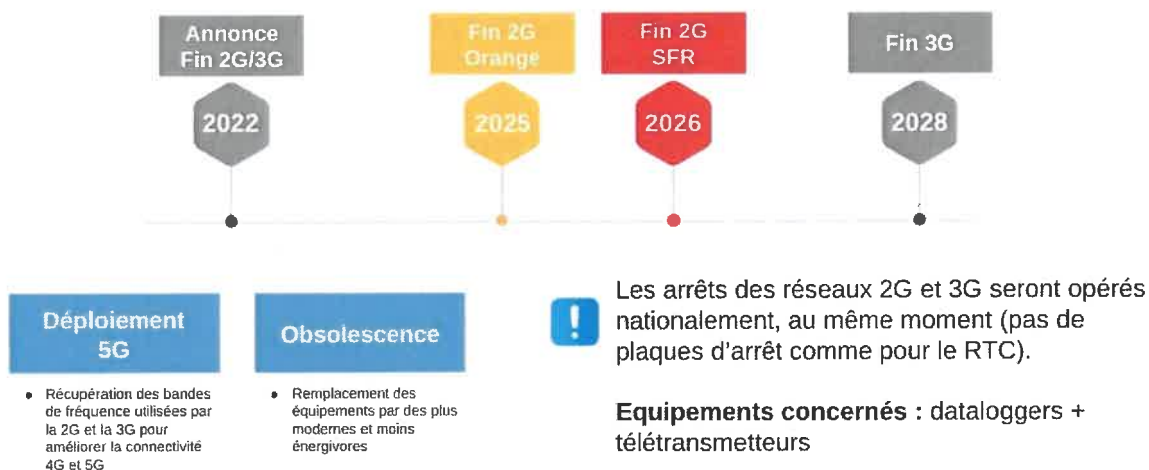 Annonce
Fin 2G/3G
Fin 2G
Orange
Fin 2G
SFR
Fin 3G
2022
2025
2026
2028
Déploiement
5G
Obsolescence
• Récupération des bandes
de fréquence utilisées par
la 2G et la 3G pour
améliorer la connectivité
4G et 5G
• Remplacement des
équipements par des plus
modernes et moins
énergivores
!
Les arrêts des réseaux 2G et 3G seront opérés
nationalement, au même moment (pas de
plaques d'arrêt comme pour le RTC).
Equipements concernés : dataloggers +
télétransmetteurs